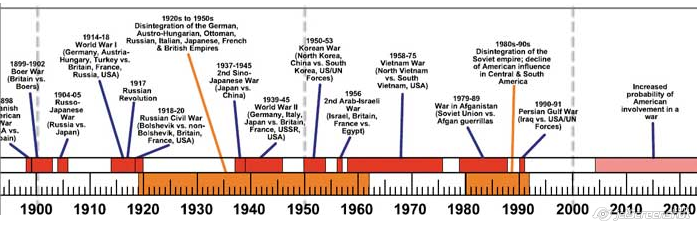 1899-1902
Boer War
(Britain vs.
Boers)
1904-05
Russo-
Japanese
War
(Russia vs.
Japan)
1914-18
World War I
(Germany, Austria-
Hungary, Turkey vs.
Britain, France,
Russia, USA)
1917
Russian
Revolution
1918-20
Russian Civil War
(Bolshevik vs. non-
Bolshevik, Britain,
France, USA)
1920s to 1950s
Disintegration of the German,
Austro-Hungarian, Ottoman,
Russian, Italian, Japanese, French
& British Empires
1937-1945
2nd Sino-
Japanese War
(Japan vs.
China)
1939-45
World War II
(Germany, Italy,
Japan vs. Britain,
France, USSR,
USA)
1950-53
Korean War
(North Korea,
China vs. South
Korea, US/UN
Forces)
1956
2nd Arab-Israeli
War
(Israel, Britain,
France vs.
Egypt)
1958-75
Vietnam War
(North Vietnam
vs. South
Vietnam, USA)
1979-89
War in Afganistan
(Soviet Union vs.
Afgan guerrillas
1980s-90s
Disintegration of the
Soviet empire; decline
of American influence
in Central & South
America
1990-91
Persian Gulf War
(Iraq vs. USA/UN
Forces)
Increased
probability of
American
involvement in a
war
1900 1910 1920 1930 1940 1950 1960 1970 1980 1990 2000 2010 2020